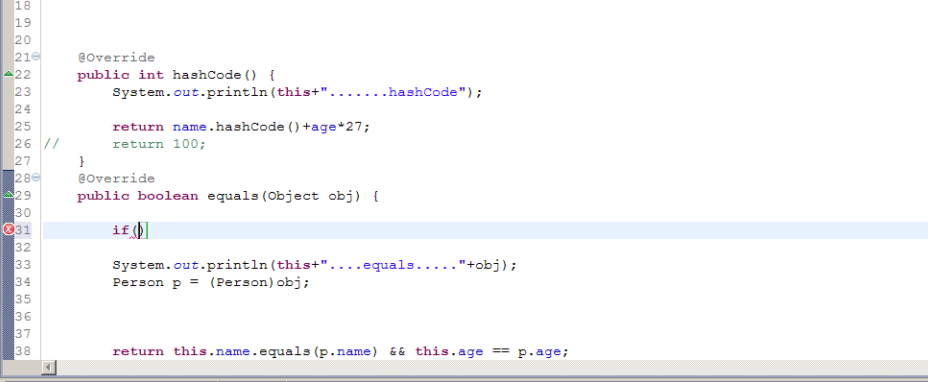 18
19
20
21 @Override
22 public int hashCode() {
23 System.out.println(this+".......hashCode");
24
25 return name.hashCode()+age*27;
26 // return 100;
27 }
28 @Override
29 public boolean equals(Object obj) {
30
31 if()
32
33 System.out.println(this+"....equals....."+obj);
34 Person p = (Person)obj;
35
36
37
38 return this.name.equals(p.name) && this.age == p.age;